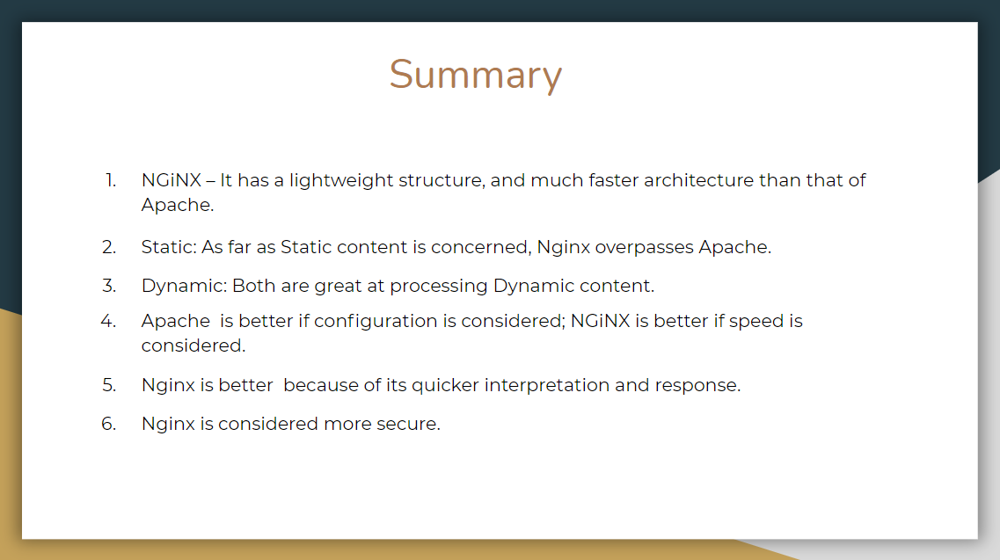 Summary
1. NGiNX – It has a lightweight structure, and much faster architecture than that of
Apache.
2. Static: As far as Static content is concerned, Nginx overpasses Apache.
3. Dynamic: Both are great at processing Dynamic content.
4. Apache  is better if configuration is considered; NGiNX is better if speed is
considered.
5. Nginx is better  because of its quicker interpretation and response.
6. Nginx is considered more secure.